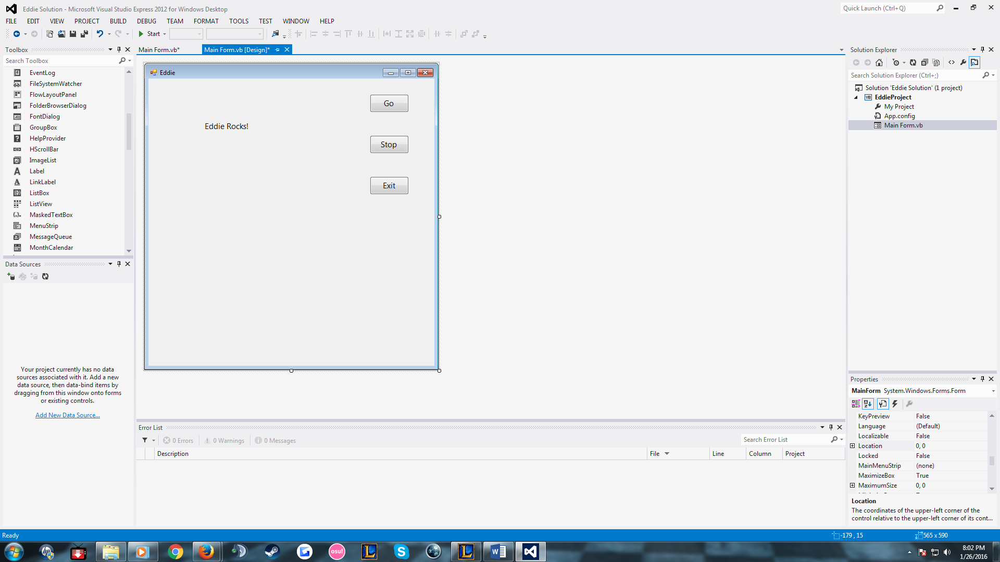 Eddie Solution - Microsoft Visual Studio Express 2012 for Windows Desktop
Quick Launch (Ctrl+Q)
FILE EDIT VIEW PROJECT BUILD DEBUG TEAM FORMAT TOOLS TEST WINDOW HELP
Start
Toolbox
Search Toolbox
EventLog
FileSystemWatcher
FlowLayoutPanel
FolderBrowserDialog
FontDialog
GroupBox
HelpProvider
HScrollBar
ImageList
Label
LinkLabel
ListBox
ListView
MaskedTextBox
MenuStrip
MessageQueue
MonthCalendar
Data Sources
Your project currently has no data
sources associated with it. Add a new
data source, then data-bind items by
dragging from this window onto forms
or existing controls.
Add New Data Source...
Main Form.vb*
Main Form.vb [Design]*
Eddie
Go
Eddie Rocks!
Stop
Exit
Error List
0 Errors
0 Warnings
0 Messages
Search Error List
Description File Line Column Project
Solution Explorer
Search Solution Explorer (Ctrl+;)
Solution 'Eddie Solution' (1 project)
VB EddieProject
My Project
App.config
Main Form.vb
Properties
MainForm System.Windows.Forms.Form
KeyPreview False
Language (Default)
Localizable False
Location 0, 0
Locked False
MainMenuStrip (none)
MaximizeBox True
MaximumSize 0, 0
Location
The coordinates of the upper-left corner of the
control relative to the upper-left corner of its cont...
Ready
-179 , 15
565 x 590
hp
osu!
L
S
L
W
8:02 PM
1/26/2016